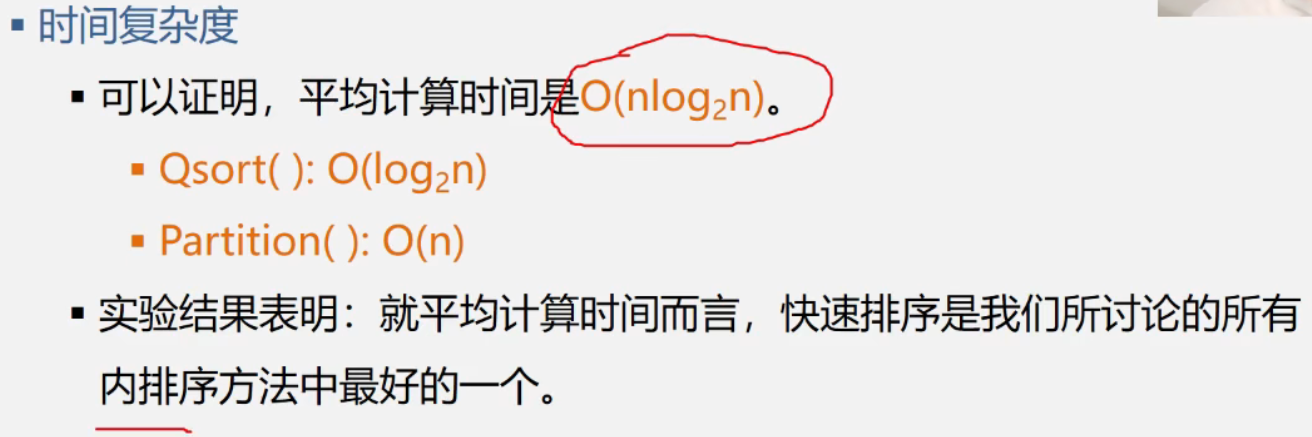 ▪ 时间复杂度
▪ 可以证明，平均计算时间是O(nlog₂n)。
▪ Qsort( ): O(log₂n)
▪ Partition( ): O(n)
▪ 实验结果表明：就平均计算时间而言，快速排序是我们所讨论的所有
内排序方法中最好的一个。